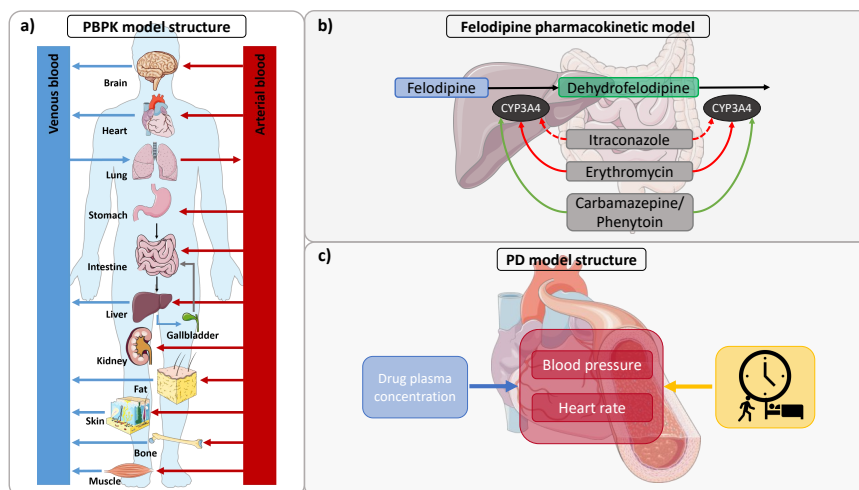 a)
PBPK model structure
Venous blood
Arterial blood
Brain
Heart
Lung
Stomach
Intestine
Liver
Gallbladder
Kidney
Fat
Skin
Bone
Muscle
b)
Felodipine pharmacokinetic model
Felodipine
Dehydrofelodipine
CYP3A4
CYP3A4
Itraconazole
Erythromycin
Carbamazepine/
Phenytoin
c)
PD model structure
Drug plasma
concentration
Blood pressure
Heart rate